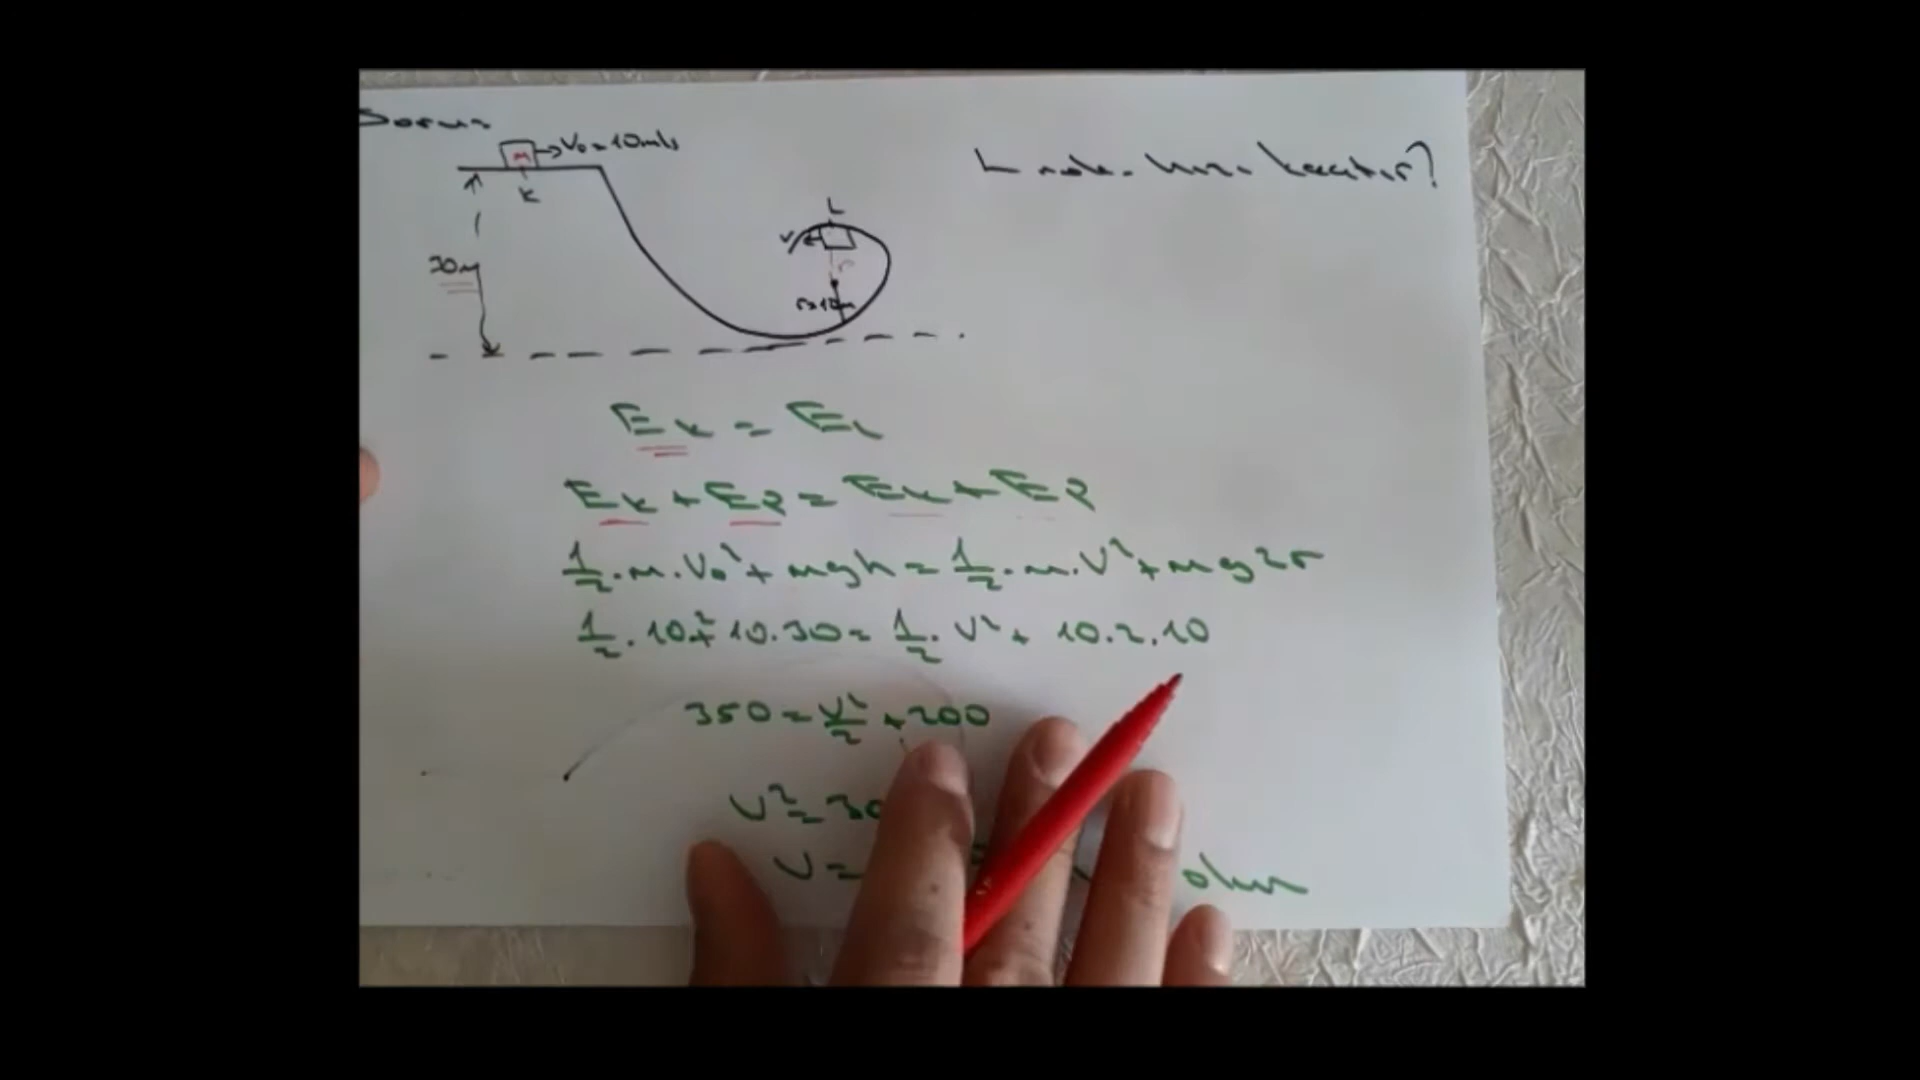 Soru:
m → V₀=10m/s
K
30m
L nok. hızı kaçtır?
L
V
r
r=10m
Ek = EL
Ek + Ep = Ek + Ep
1/2 . m . V₀² + mgh = 1/2 . m . V² + mg2r
1/2 . 10² + 10.30 = 1/2 . V² + 10.2.10
350 = V²/2 + 200
V² = 30
V =
olur